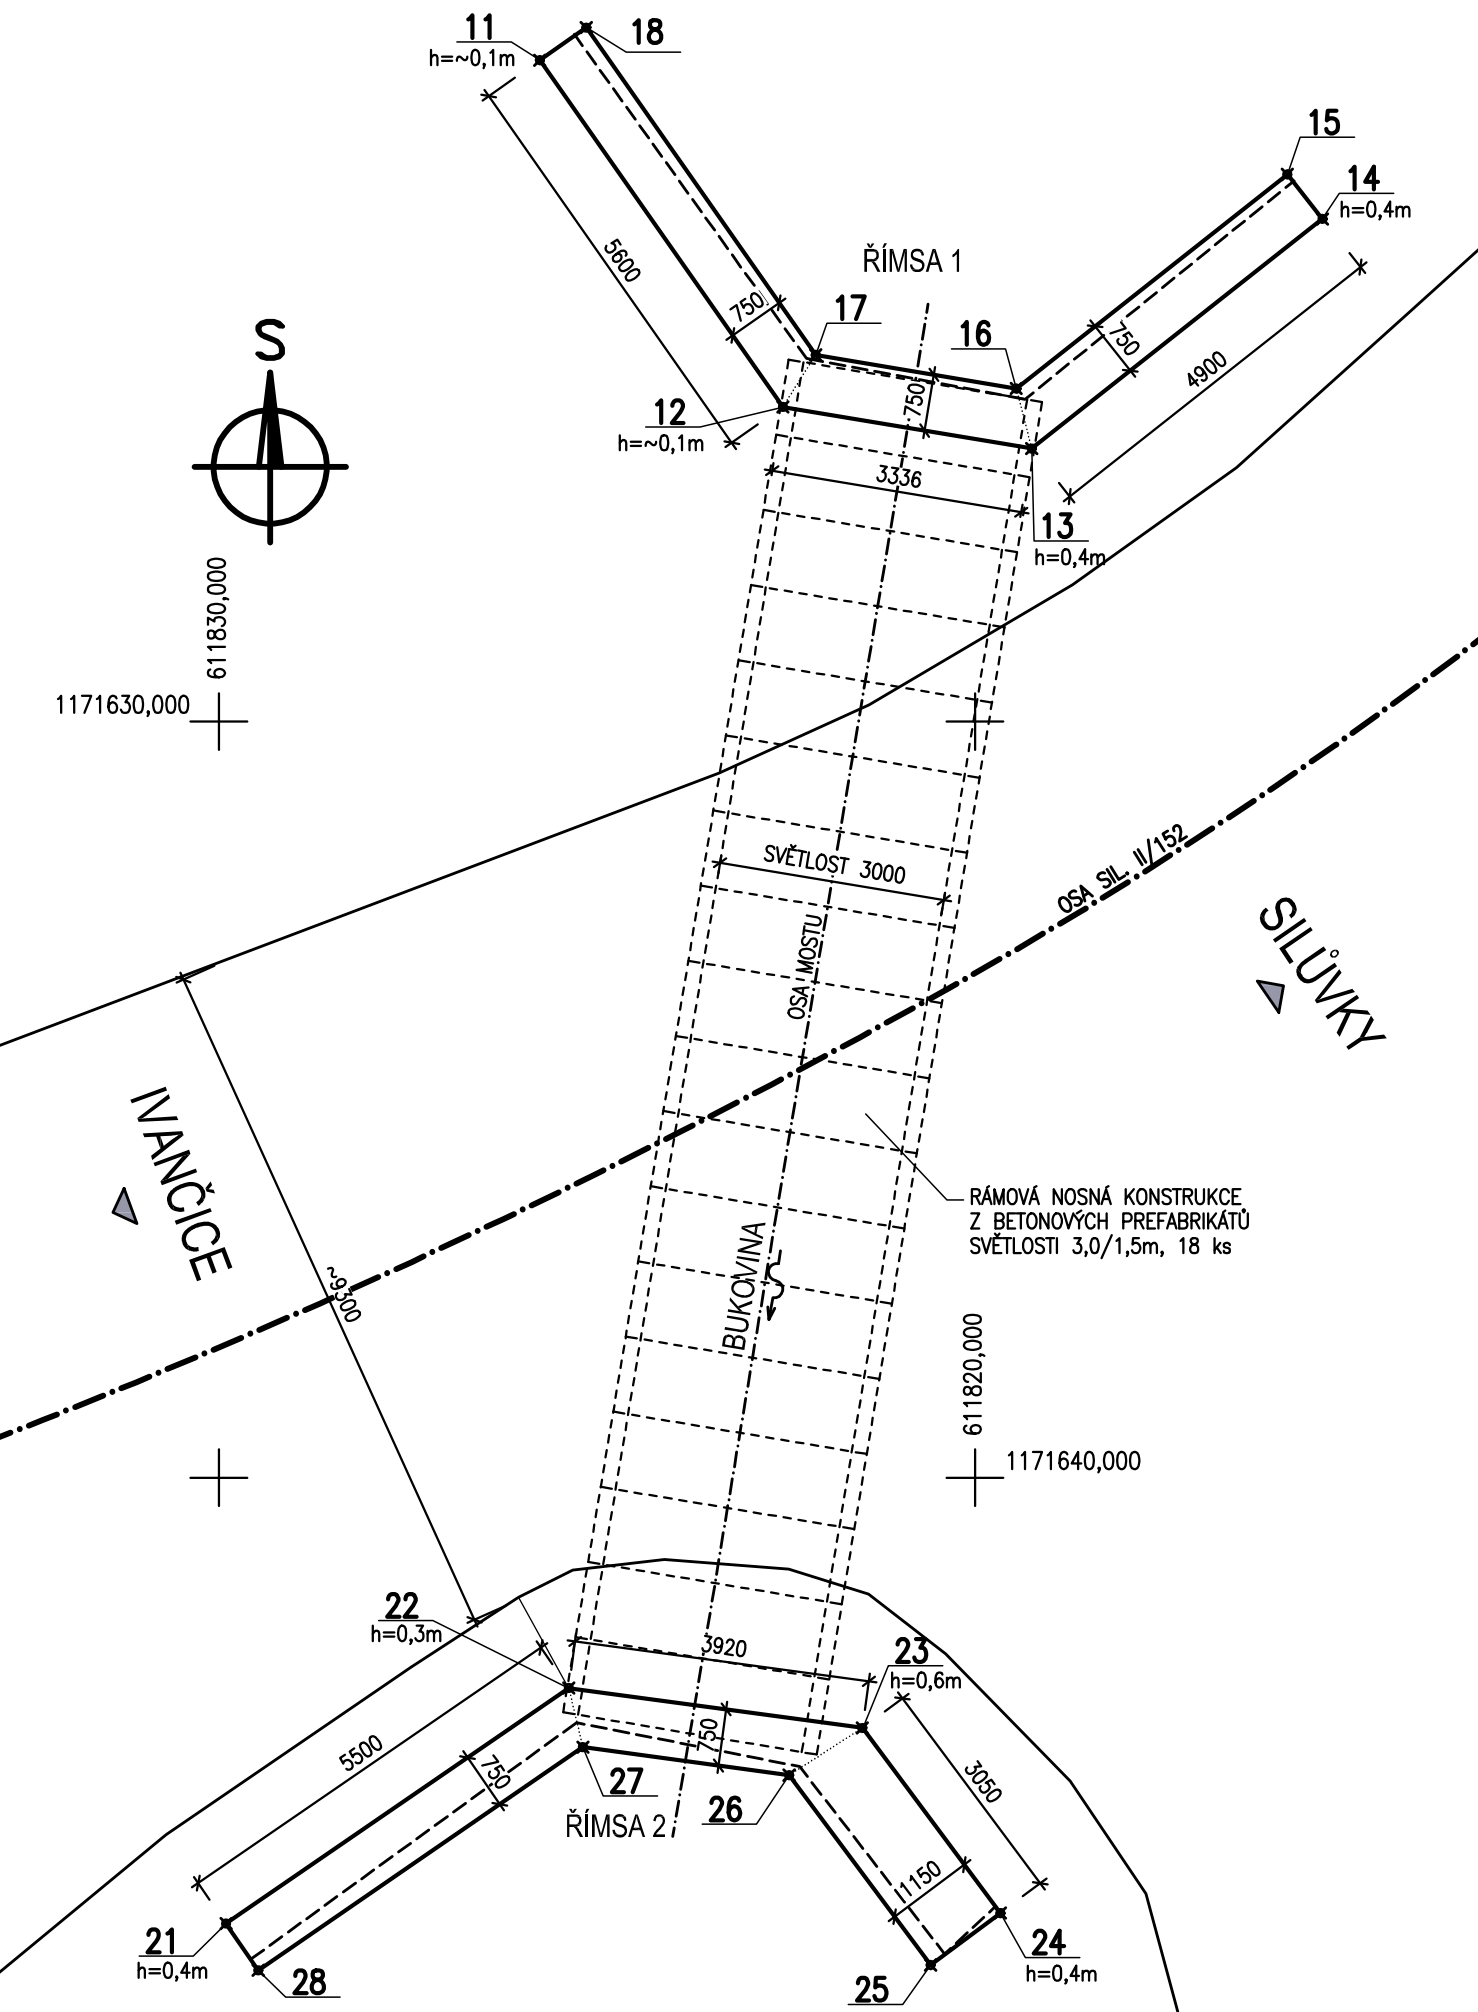 11
h=~0,1m
18
15
14
h=0,4m
5600
750
ŘÍMSA 1
17
16
750
4900
S
12
h=~0,1m
750
3336
13
h=0,4m
611830,000
1171630,000
SVĚTLOST 3000
OSA SIL. II/152
SILŮVKY
OSA MOSTU
IVANČICE
RÁMOVÁ NOSNÁ KONSTRUKCE
Z BETONOVÝCH PREFABRIKÁTŮ
SVĚTLOSTI 3,0/1,5m, 18 ks
~9300
BUKOVINA
611820,000
1171640,000
22
h=0,3m
3920
23
h=0,6m
5500
750
750
27
ŘÍMSA 2
26
3050
1150
21
h=0,4m
28
24
h=0,4m
25